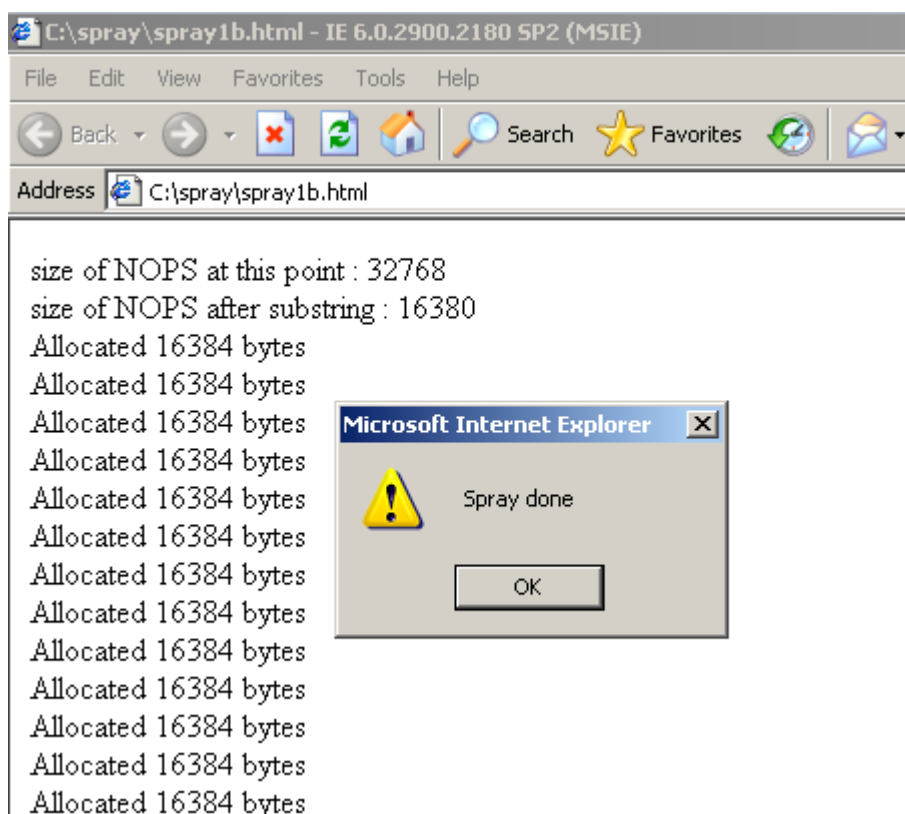 C:\spray\spray1b.html - IE 6.0.2900.2180 SP2 (MSIE)
File Edit View Favorites Tools Help
Back Search Favorites
Address C:\spray\spray1b.html
size of NOPS at this point : 32768
size of NOPS after substring : 16380
Allocated 16384 bytes
Allocated 16384 bytes
Allocated 16384 bytes
Allocated 16384 bytes
Allocated 16384 bytes
Allocated 16384 bytes
Allocated 16384 bytes
Allocated 16384 bytes
Allocated 16384 bytes
Allocated 16384 bytes
Allocated 16384 bytes
Allocated 16384 bytes
Allocated 16384 bytes
Microsoft Internet Explorer
Spray done
OK